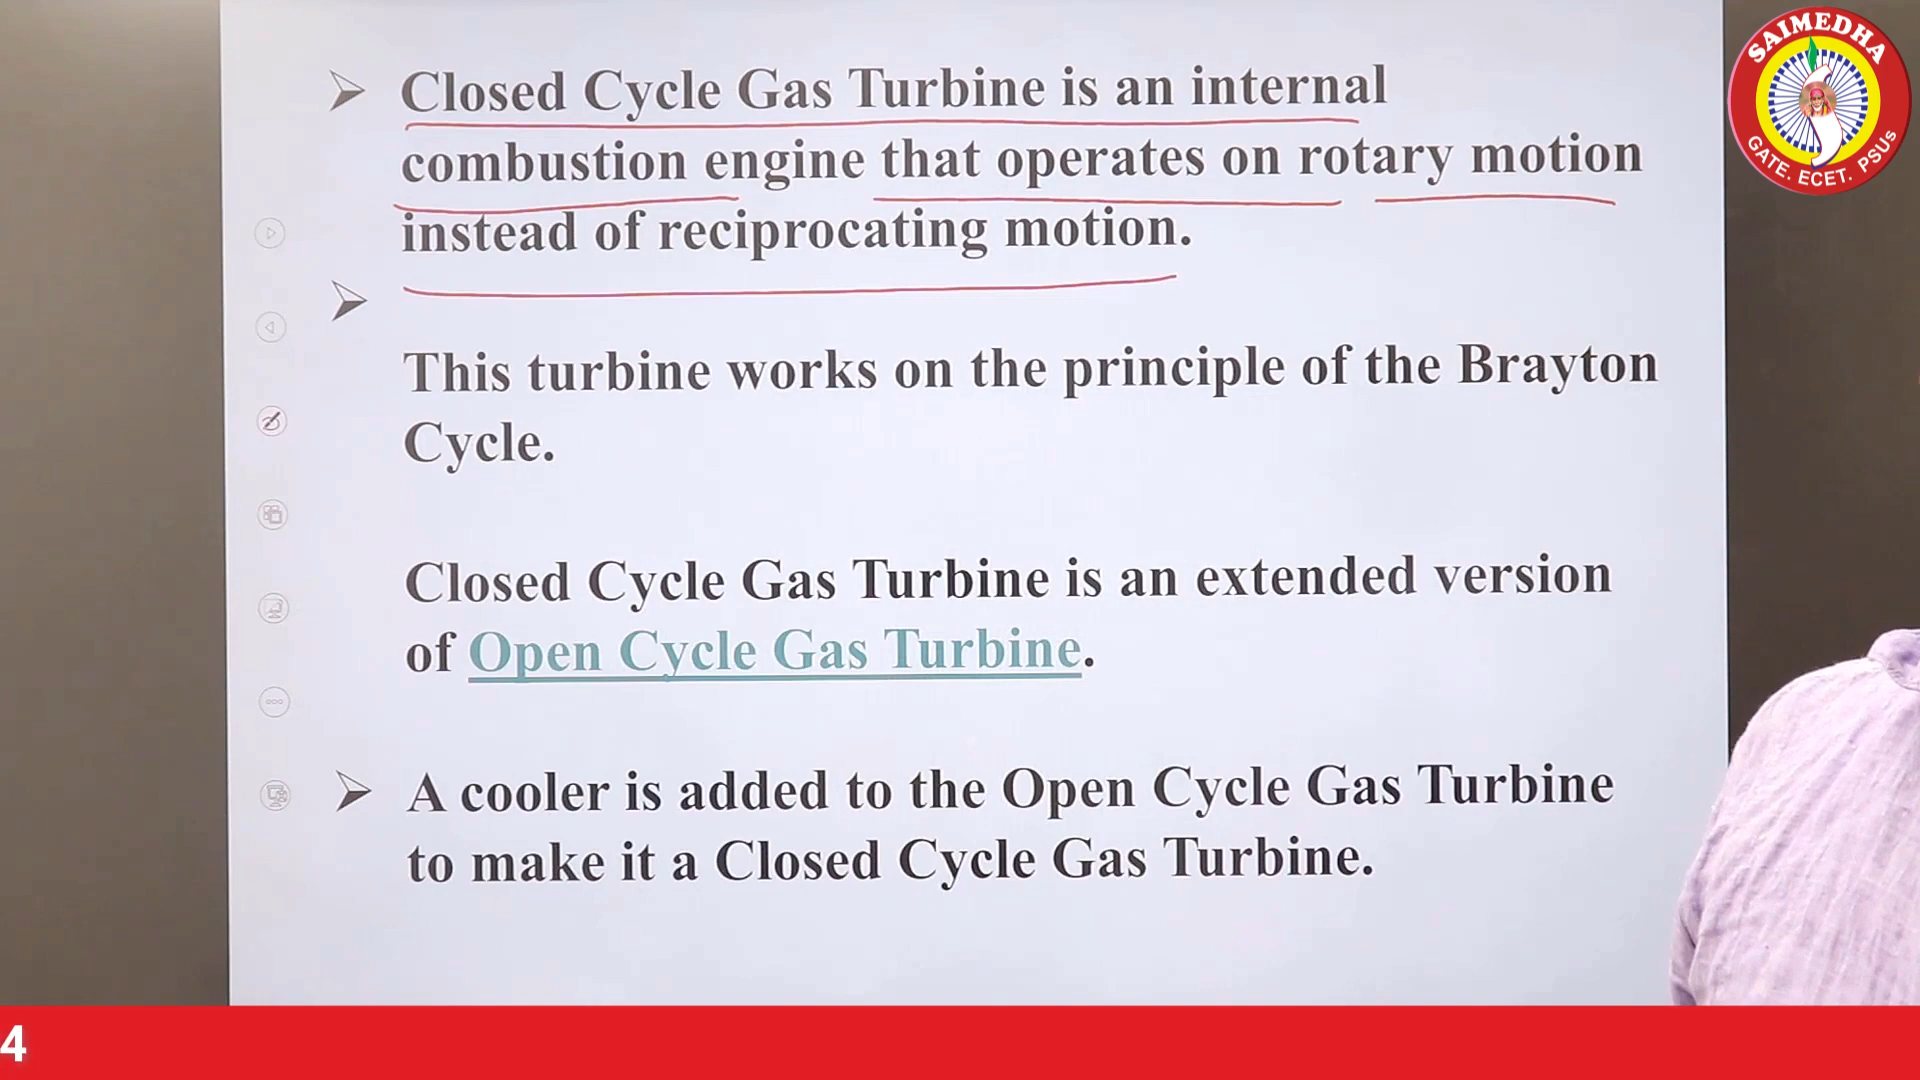 SAIMEDHA
GATE. ECET. PSUs
Closed Cycle Gas Turbine is an internal
combustion engine that operates on rotary motion
instead of reciprocating motion.
This turbine works on the principle of the Brayton
Cycle.
Closed Cycle Gas Turbine is an extended version
of Open Cycle Gas Turbine.
A cooler is added to the Open Cycle Gas Turbine
to make it a Closed Cycle Gas Turbine.
4